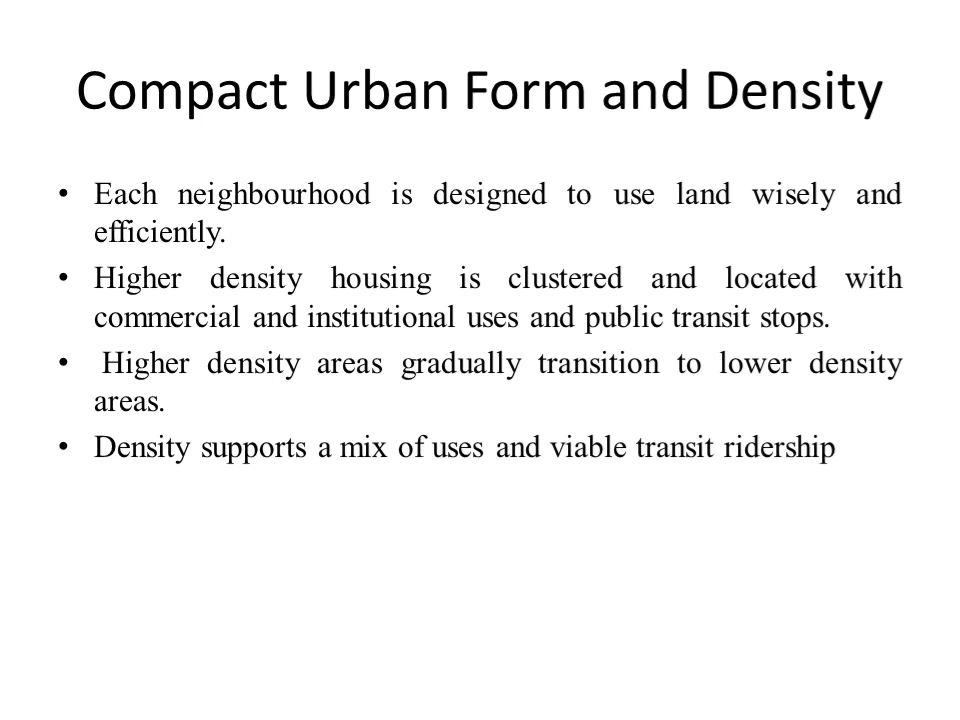 Compact Urban Form and Density
• Each neighbourhood is designed to use land wisely and
efficiently.
• Higher density housing is clustered and located with
commercial and institutional uses and public transit stops.
• Higher density areas gradually transition to lower density
areas.
• Density supports a mix of uses and viable transit ridership